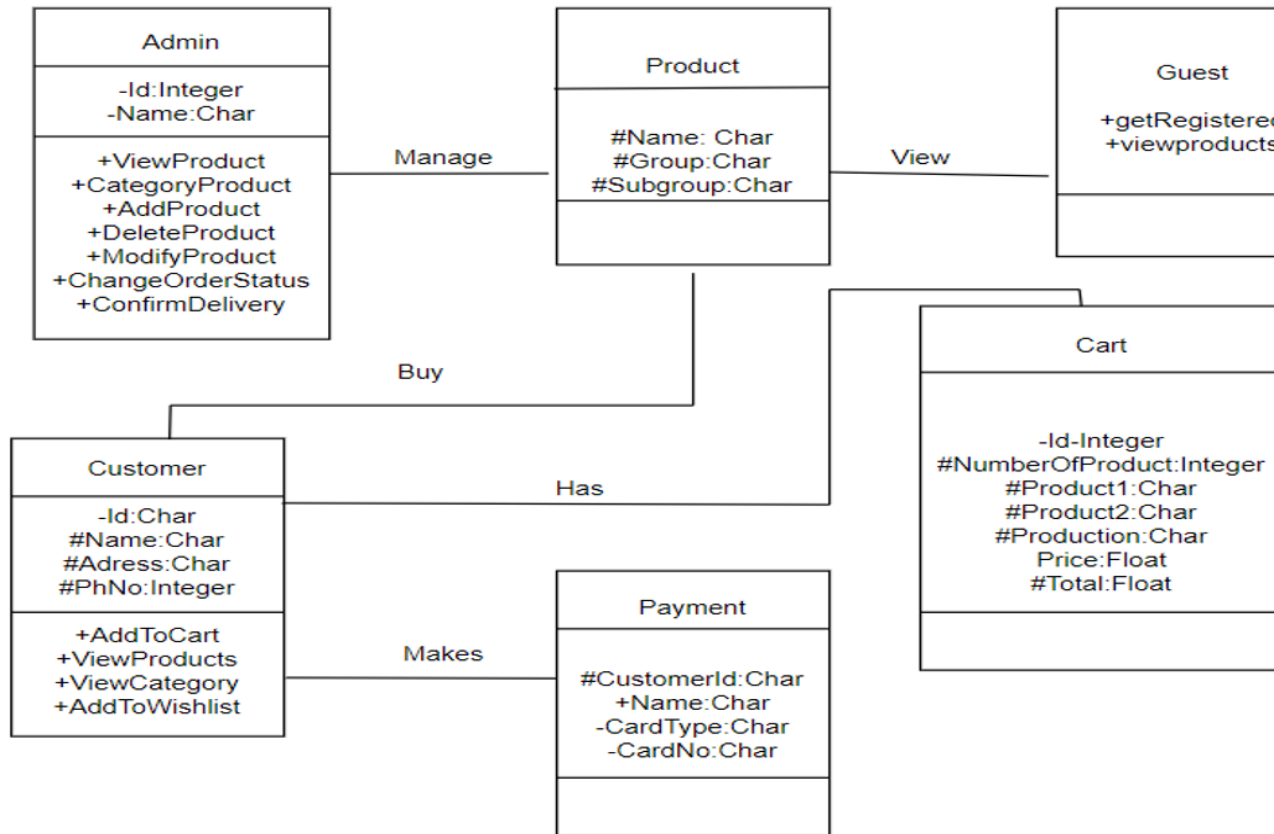 Admin
-Id:Integer
-Name:Char
+ViewProduct
+CategoryProduct
+AddProduct
+DeleteProduct
+ModifyProduct
+ChangeOrderStatus
+ConfirmDelivery
Manage
Product
#Name: Char
#Group:Char
#Subgroup:Char
View
Guest
+getRegistered
+viewproducts
Buy
Cart
-Id-Integer
#NumberOfProduct:Integer
#Product1:Char
#Product2:Char
#Production:Char
Price:Float
#Total:Float
Customer
-Id:Char
#Name:Char
#Adress:Char
#PhNo:Integer
+AddToCart
+ViewProducts
+ViewCategory
+AddToWishlist
Has
Makes
Payment
#CustomerId:Char
+Name:Char
-CardType:Char
-CardNo:Char